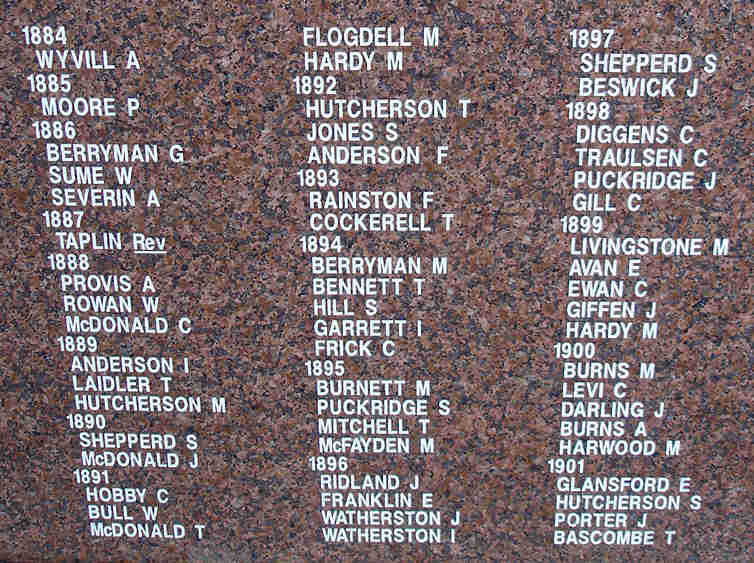 1884
WYVILL A
1885
MOORE P
1886
BERRYMAN G
SUME W
SEVERIN A
1887
TAPLIN Rev
1888
PROVIS A
ROWAN W
McDONALD C
1889
ANDERSON I
LAIDLER T
HUTCHERSON M
1890
SHEPPERD S
McDONALD J
1891
HOBBY C
BULL W
McDONALD T
FLOGDELL M
HARDY M
1892
HUTCHERSON T
JONES S
ANDERSON F
1893
RAINSTON F
COCKERELL T
1894
BERRYMAN M
BENNETT T
HILL S
GARRETT I
FRICK C
1895
BURNETT M
PUCKRIDGE S
MITCHELL T
McFAYDEN M
1896
RIDLAND J
FRANKLIN E
WATHERSTON J
WATHERSTON I
1897
SHEPPERD S
BESWICK J
1898
DIGGENS C
TRAULSEN C
PUCKRIDGE J
GILL C
1899
LIVINGSTONE M
AVAN E
EWAN C
GIFFEN J
HARDY M
1900
BURNS M
LEVI C
DARLING J
BURNS A
HARWOOD M
1901
GLANSFORD E
HUTCHERSON S
PORTER J
BASCOMBE T